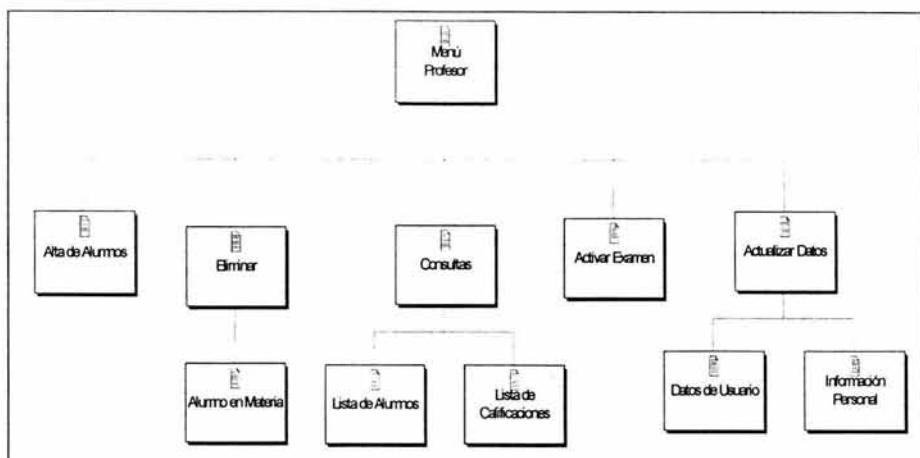 Menú
Profesor
Alta de Alumnos
Eliminar
Consultas
Activar Examen
Actualizar Datos
Alumno en Materia
Lista de Alumnos
Lista de
Calificaciones
Datos de Usuario
Información
Personal